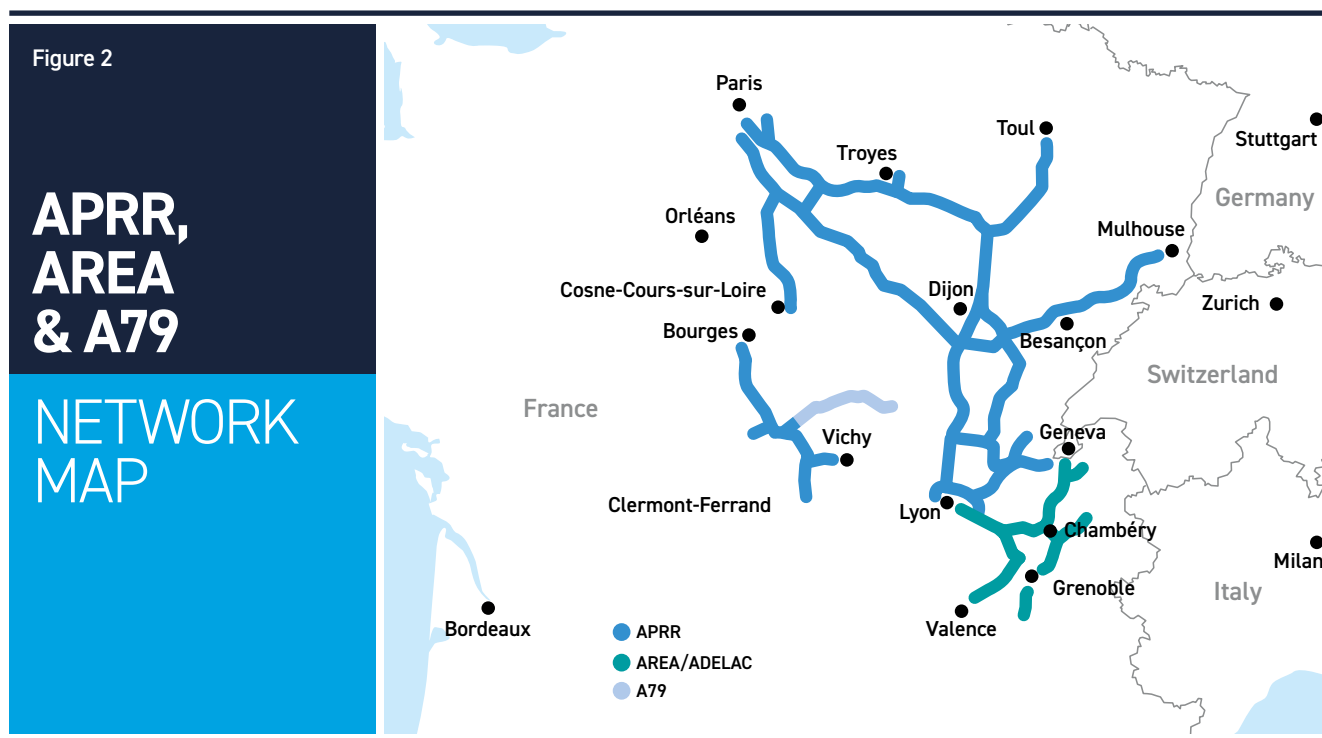 Figure 2
APRR,
AREA
& A79
NETWORK
MAP
Paris
Toul
Stuttgart
Troyes
Germany
Orléans
Mulhouse
Cosne-Cours-sur-Loire
Dijon
Zurich
Bourges
Besançon
Switzerland
France
Vichy
Geneva
Clermont-Ferrand
Lyon
Chambéry
Milan
Grenoble
Italy
Bordeaux
Valence
APRR
AREA/ADELAC
A79